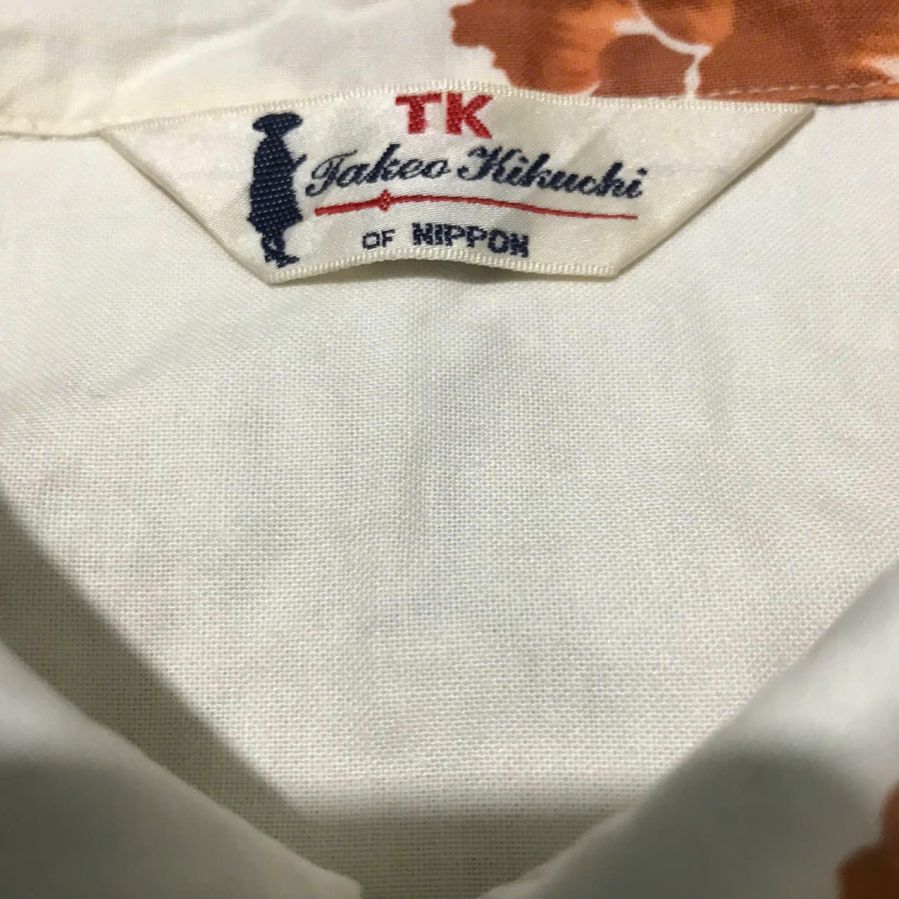 TK
Takeo Kikuchi
OF NIPPON